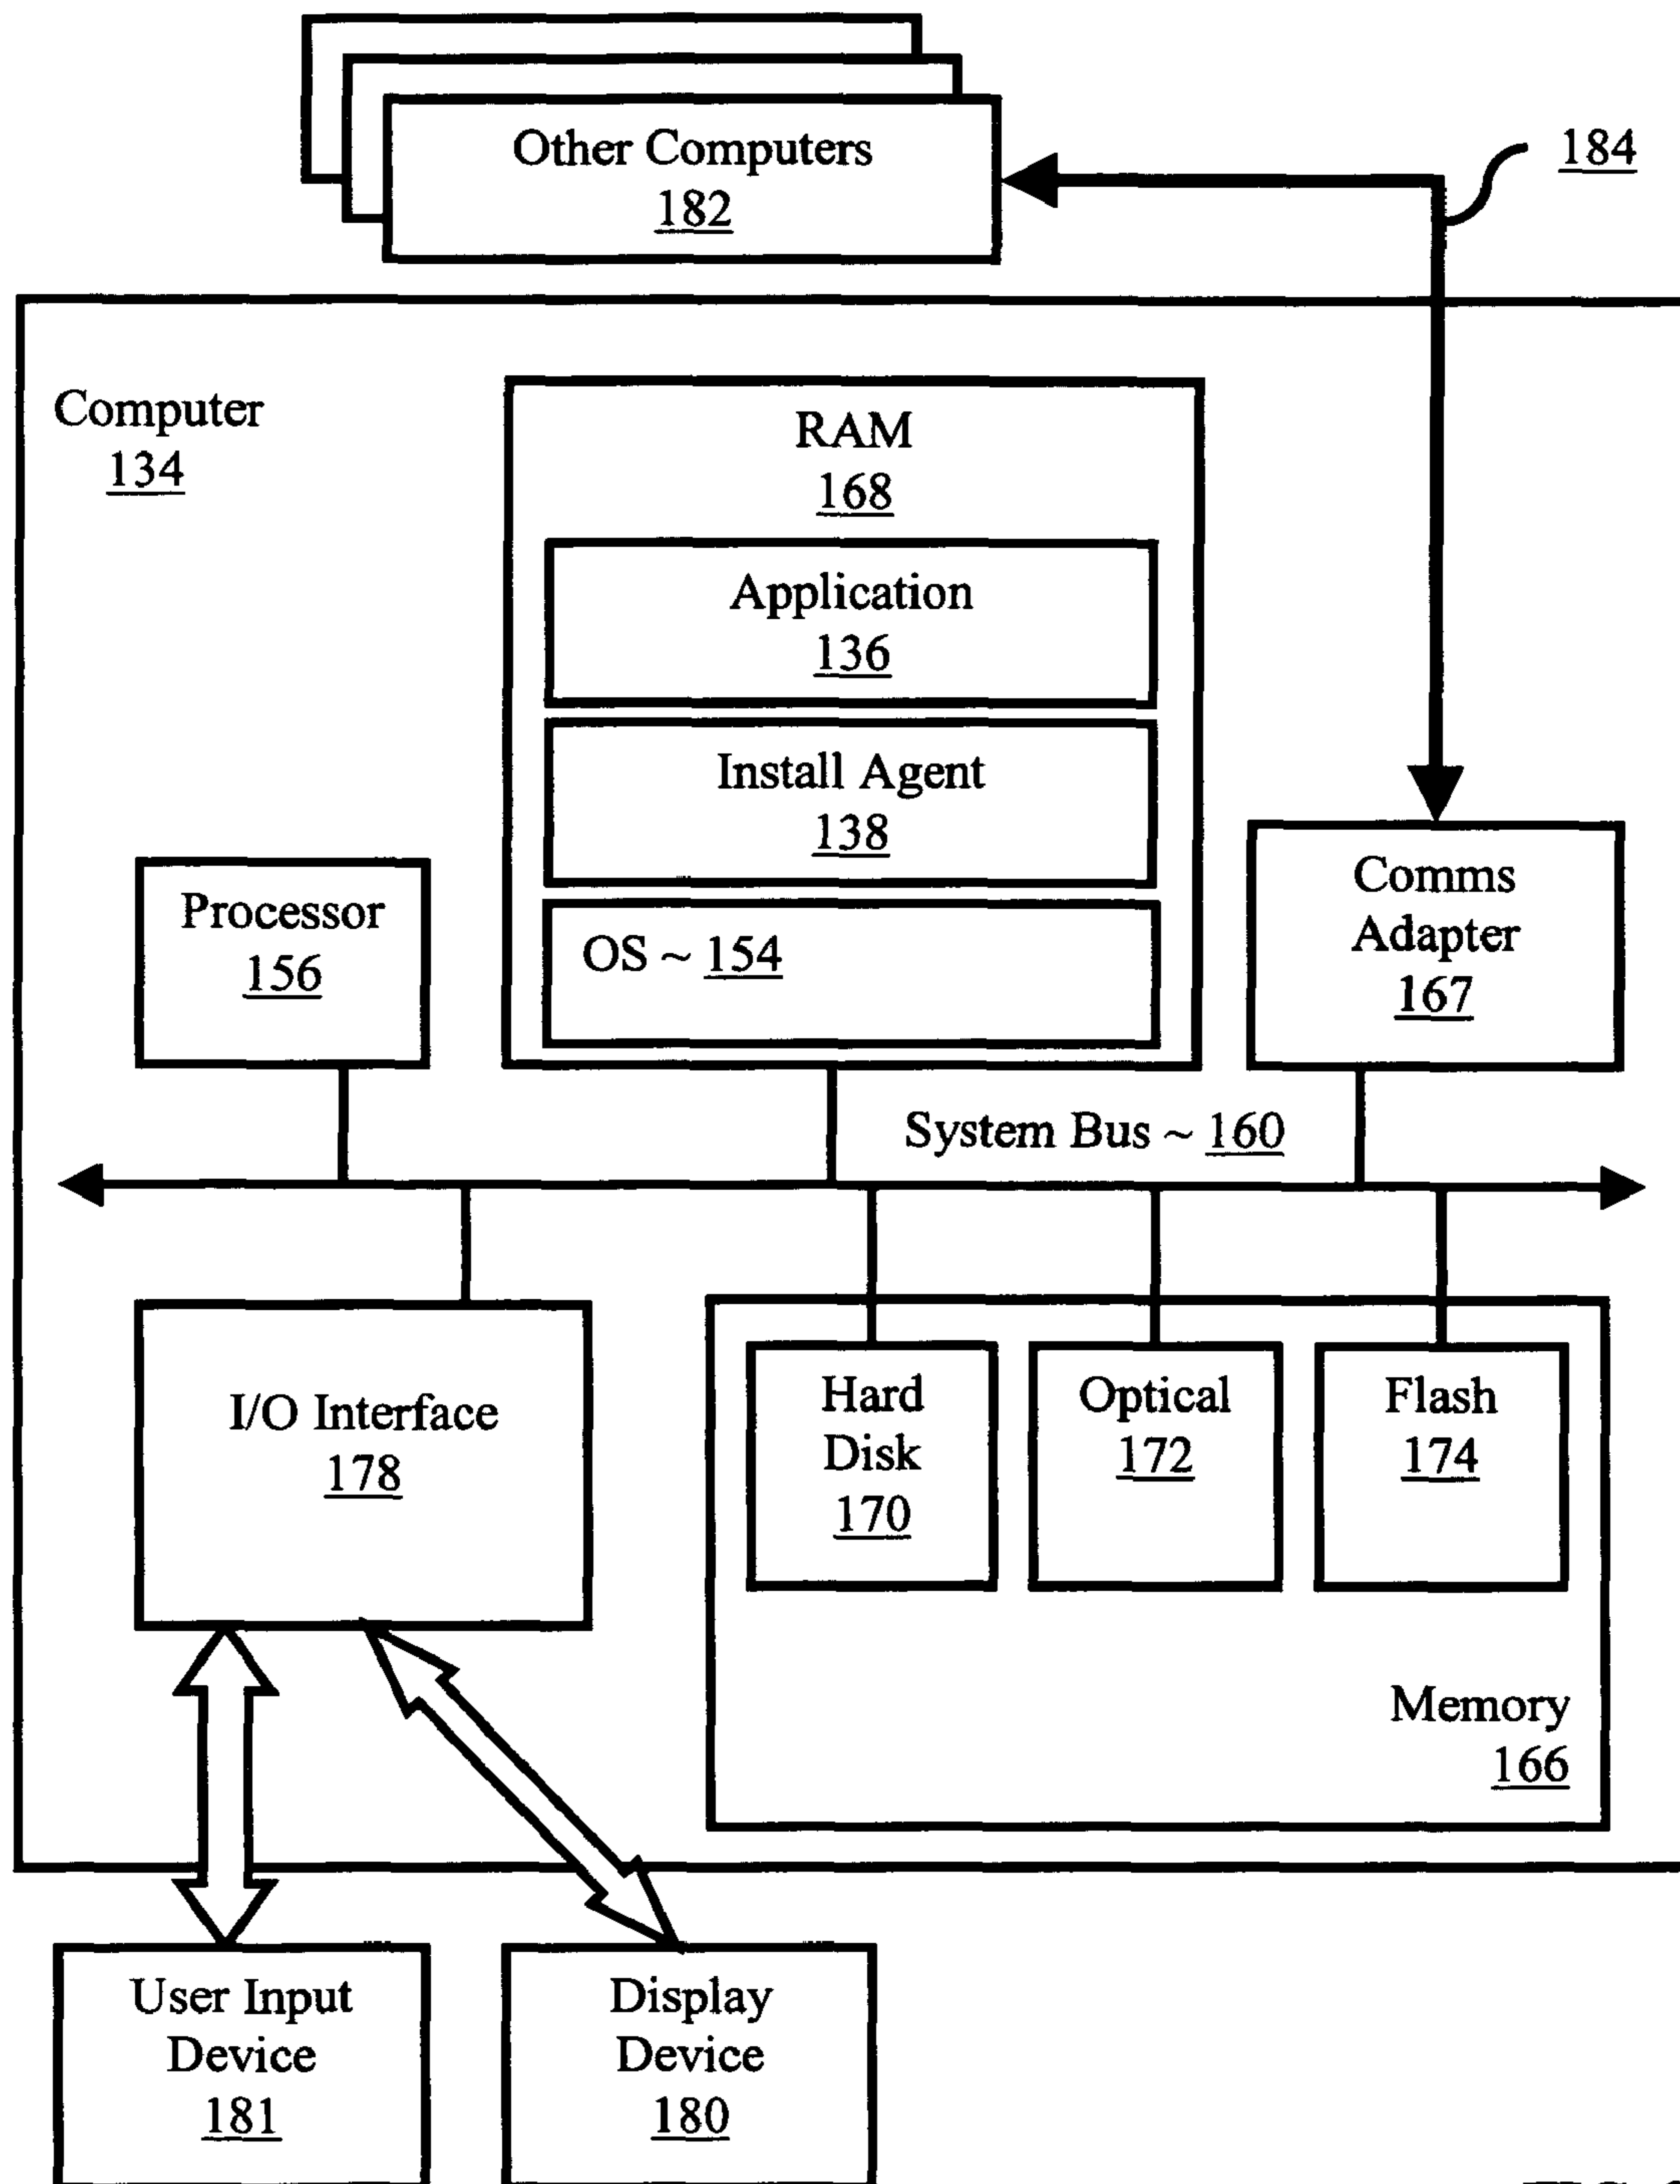 Other Computers
182
184
Computer
134
RAM
168
Application
136
Install Agent
138
OS ~ 154
Processor
156
Comms
Adapter
167
System Bus ~ 160
I/O Interface
178
Hard
Disk
170
Optical
172
Flash
174
Memory
166
User Input
Device
181
Display
Device
180